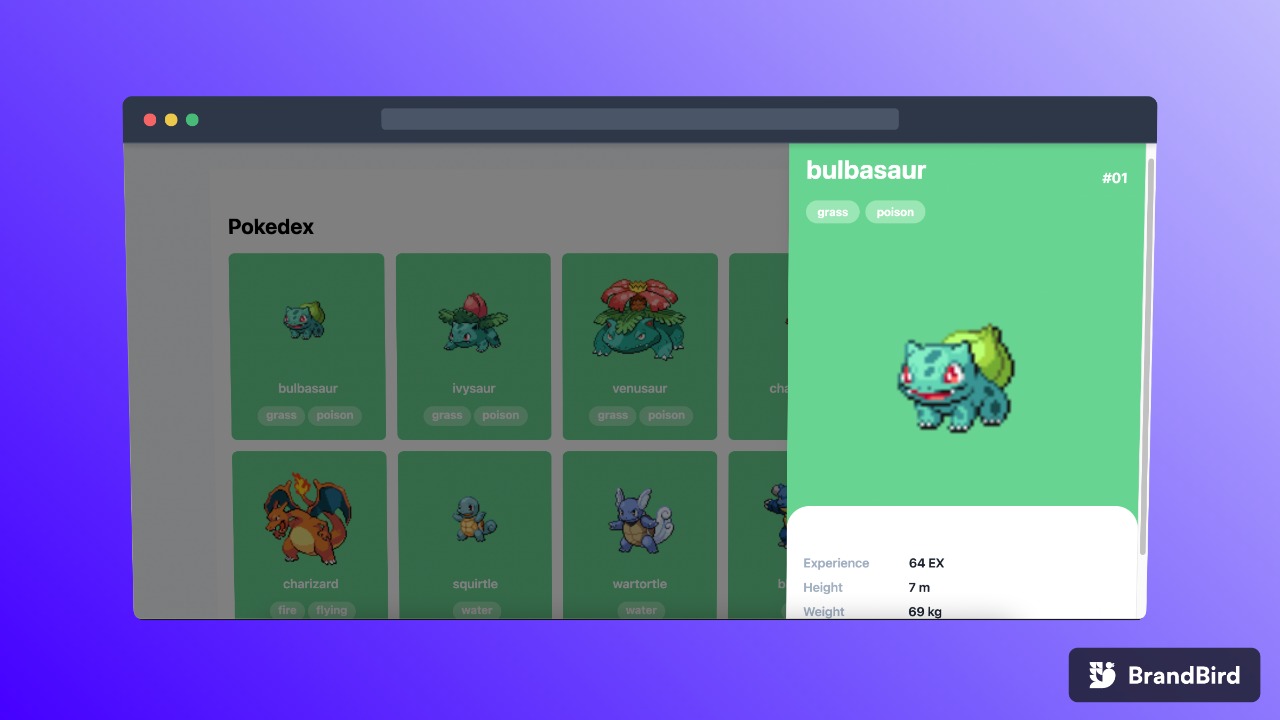 Pokedex
bulbasaur
grass poison
ivysaur
grass poison
venusaur
grass poison
charizard
fire flying
squirtle
water
wartortle
water
bulbasaur
#01
grass poison
Experience 64 EX
Height 7 m
Weight 69 kg
BrandBird